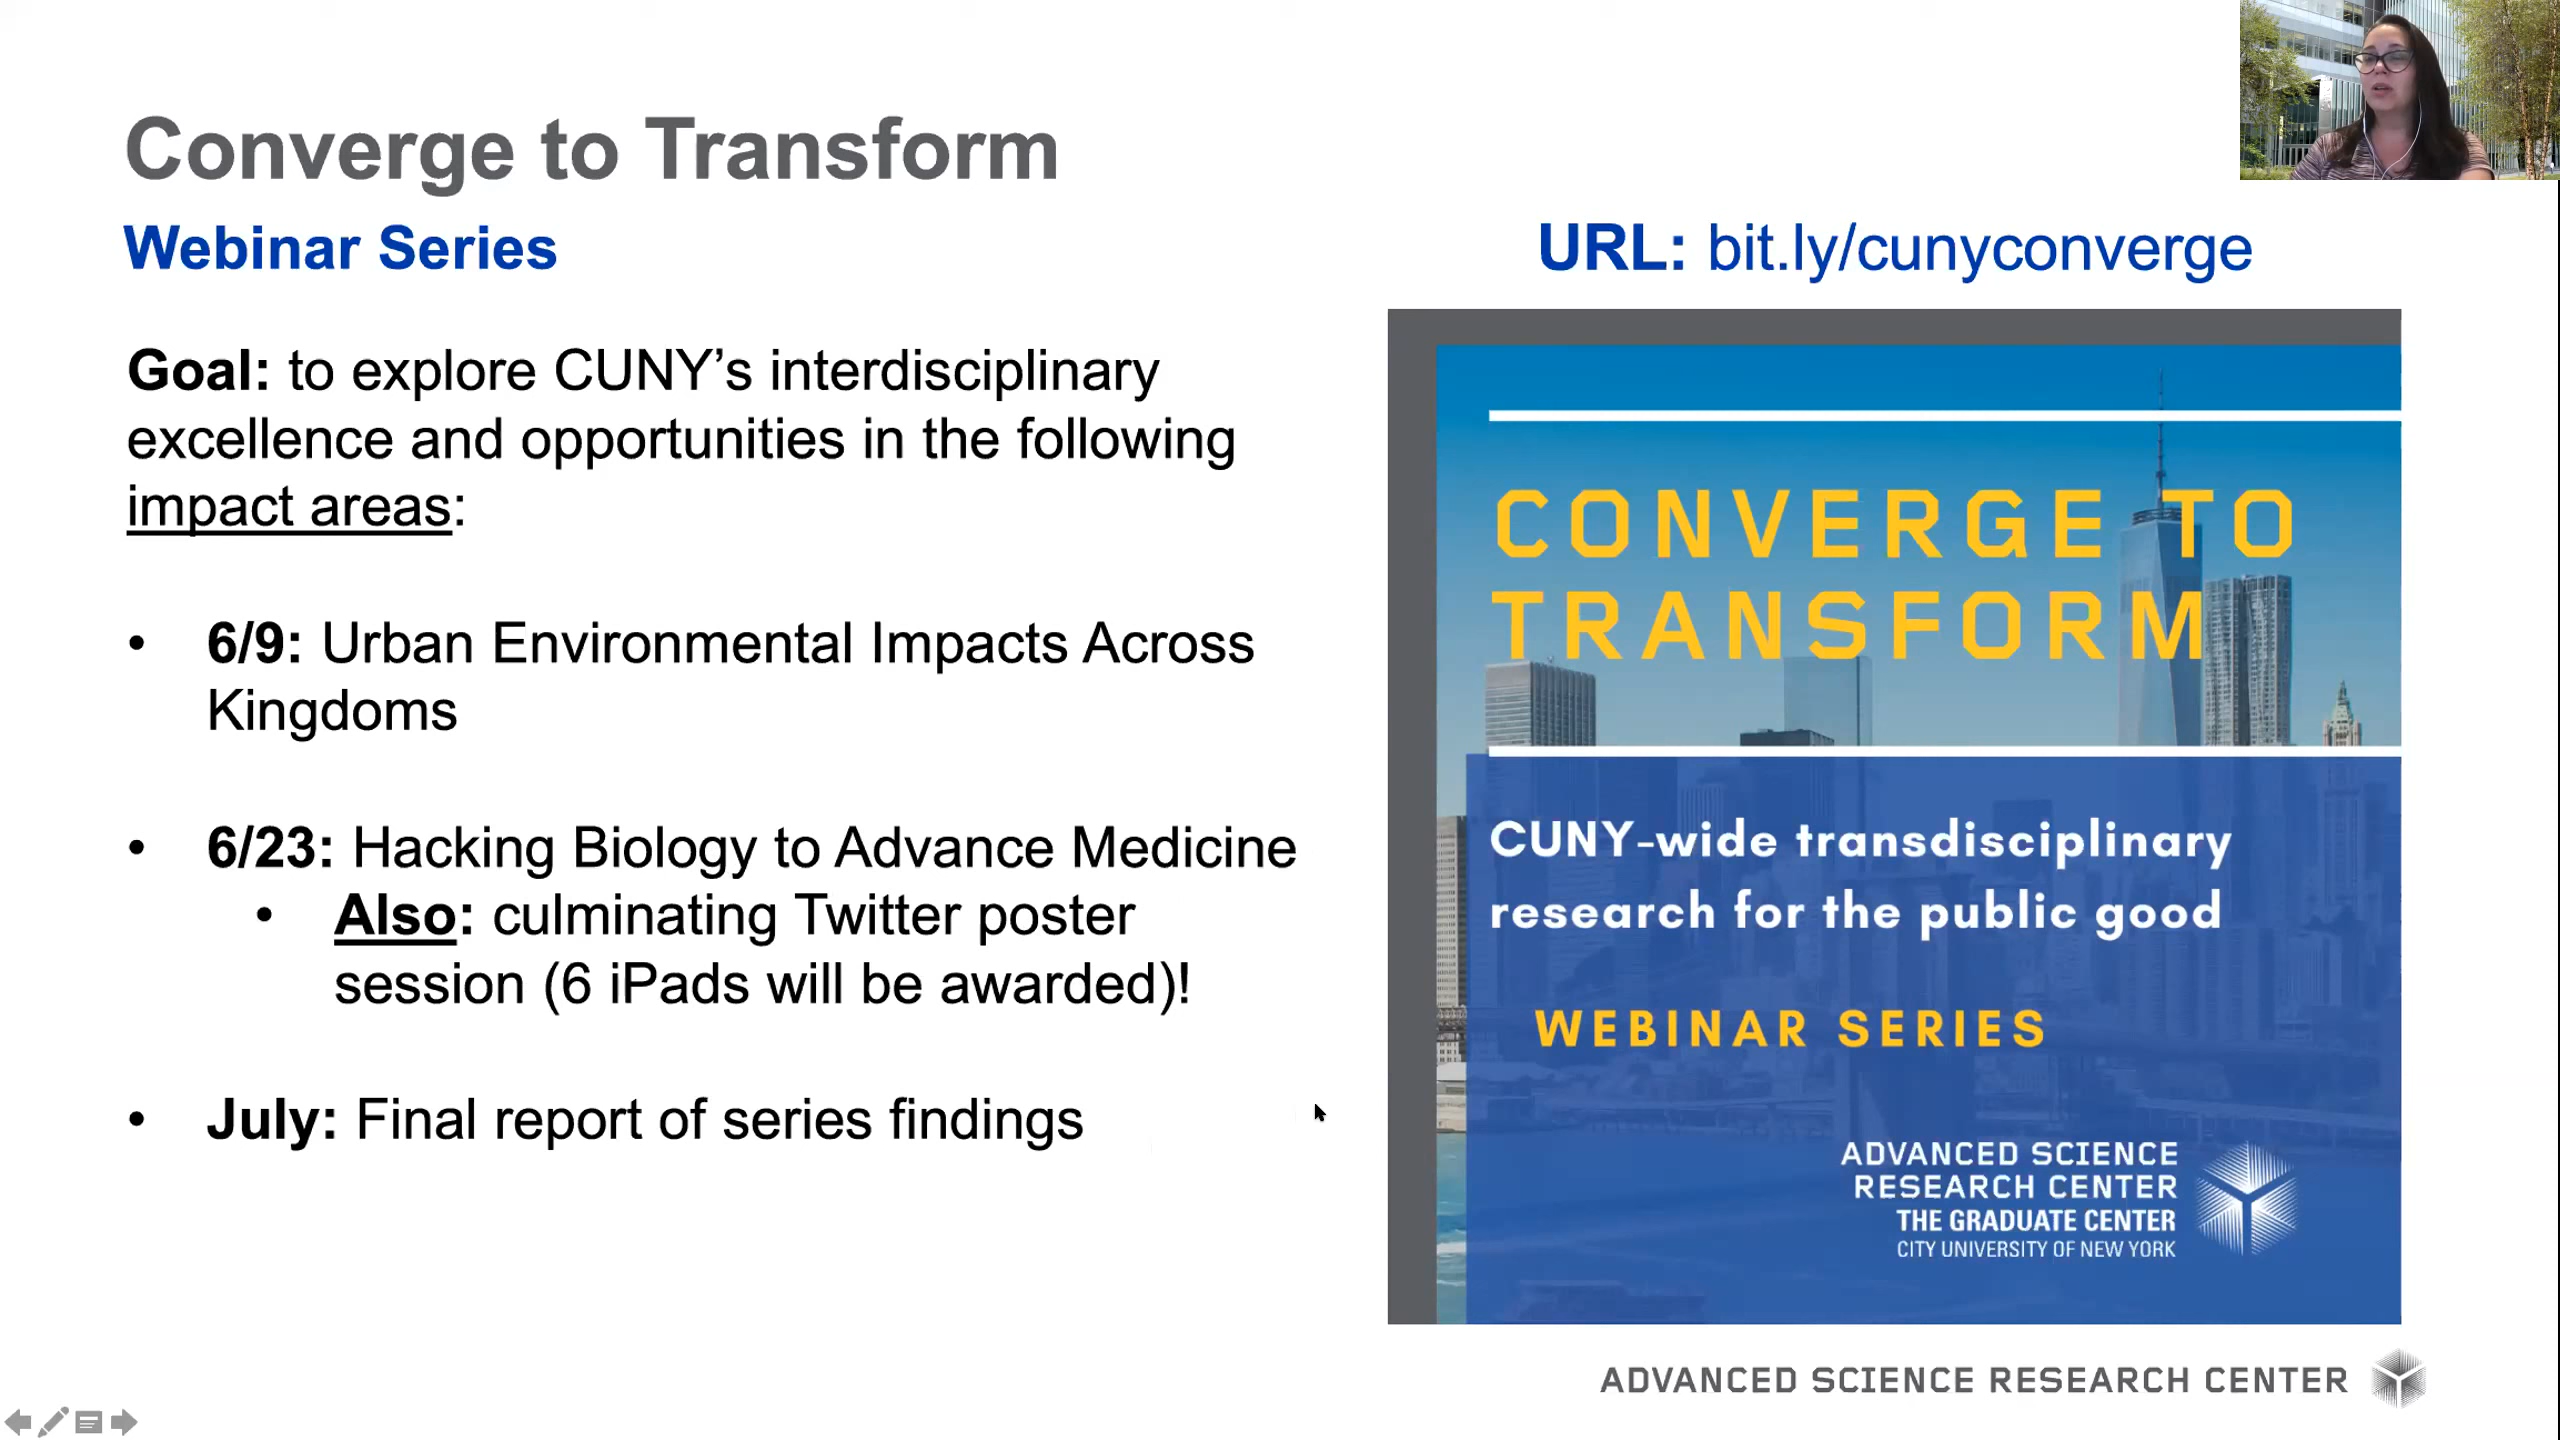 Converge to Transform
Webinar Series
URL: bit.ly/cunyconverge
Goal: to explore CUNY’s interdisciplinary
excellence and opportunities in the following
impact areas:
• 6/9: Urban Environmental Impacts Across
Kingdoms
• 6/23: Hacking Biology to Advance Medicine
• Also: culminating Twitter poster
session (6 iPads will be awarded)!
• July: Final report of series findings
CONVERGE TO
TRANSFORM
CUNY-wide transdisciplinary
research for the public good
WEBINAR SERIES
ADVANCED SCIENCE
RESEARCH CENTER
THE GRADUATE CENTER
CITY UNIVERSITY OF NEW YORK
ADVANCED SCIENCE RESEARCH CENTER